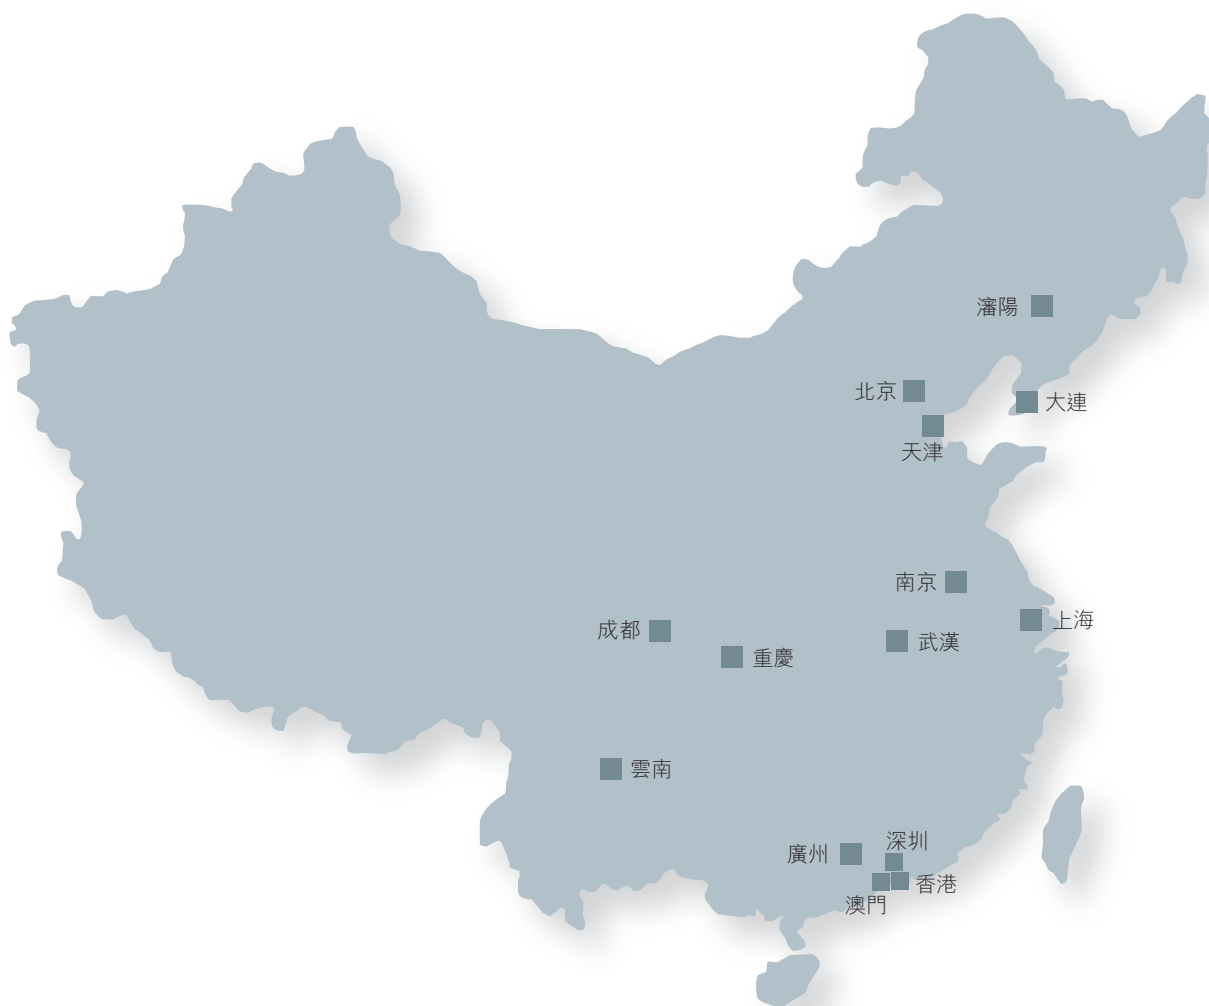 瀋陽
北京
大連
天津
南京
上海
成都
武漢
重慶
雲南
深圳
廣州
香港
澳門